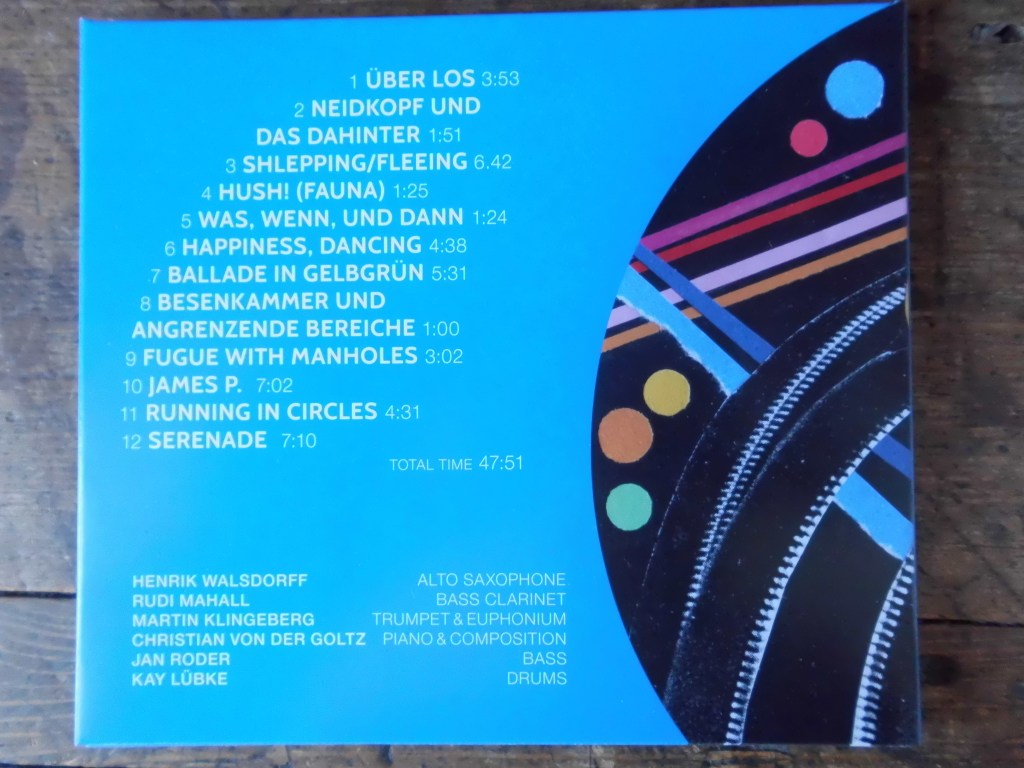 1 ÜBER LOS 3:53
2 NEIDKOPF UND
DAS DAHINTER 1:51
3 SHLEPPING/FLEEING 6.42
4 HUSH! (FAUNA) 1:25
5 WAS, WENN, UND DANN 1:24
6 HAPPINESS, DANCING 4:38
7 BALLADE IN GELBGRÜN 5:31
8 BESENKAMMER UND
ANGRENZENDE BEREICHE 1:00
9 FUGUE WITH MANHOLES 3:02
10 JAMES P. 7:02
11 RUNNING IN CIRCLES 4:31
12 SERENADE 7:10
TOTAL TIME 47:51
HENRIK WALSDORFF ALTO SAXOPHONE
RUDI MAHALL BASS CLARINET
MARTIN KLINGEBERG TRUMPET & EUPHONIUM
CHRISTIAN VON DER GOLTZ PIANO & COMPOSITION
JAN RODER BASS
KAY LÜBKE DRUMS